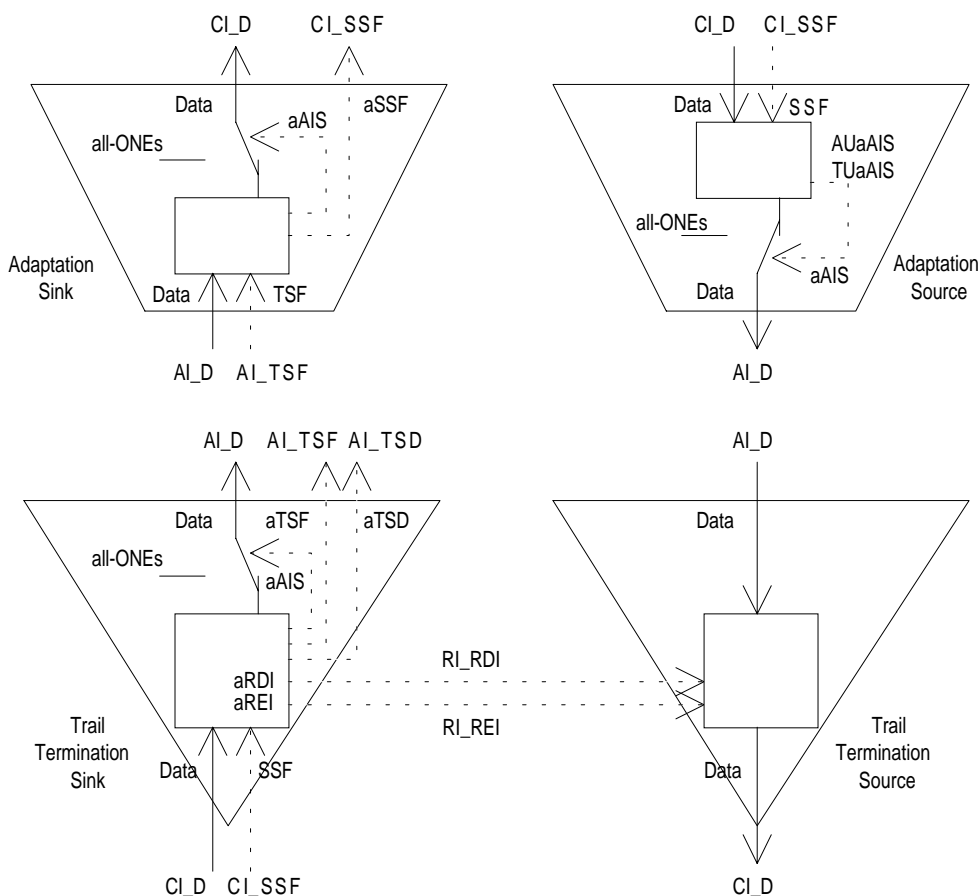 CI_D CI_SSF
Data
aSSF
aAIS
all-ONEs
Adaptation
Sink
Data
TSF
AI_D AI_TSF
CI_D CI_SSF
Data
SSF
AUaAIS
TUaAIS
all-ONEs
aAIS
Data
Adaptation
Source
AI_D
AI_D AI_TSF AI_TSD
Data
aTSF
aTSD
all-ONEs
aAIS
aRDI
aREI
RI_RDI
RI_REI
Trail
Termination
Sink
Data
SSF
CI_D CI_SSF
AI_D
Data
Data
Trail
Termination
Source
CI_D